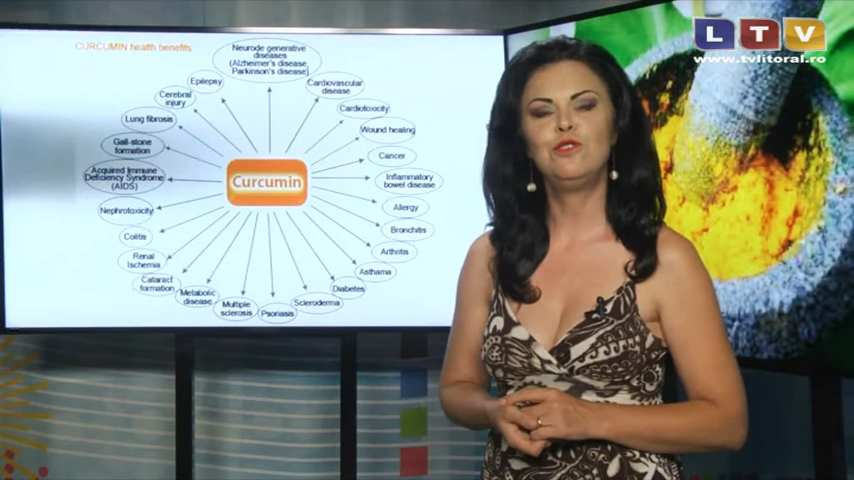 CURCUMIN health benefits
Neurode generative
diseases
(Alzheimer's disease,
Parkinson's disease)
Cardiovascular
disease
Cardiotoxicity
Wound healing
Cancer
Inflammatory
bowel disease
Allergy
Bronchitis
Arthritis
Asthama
Diabetes
Scleroderma
Psoriasis
Multiple
sclerosis
Metabolic
disease
Cataract
formation
Renal
Ischemia
Colitis
Nephrotoxicity
Acquired Immune
Deficiency Syndrome
(AIDS)
Gall-stone
formation
Lung fibrosis
Cerebral
injury
Epilepsy
Curcumin
LTV
www.tvlitoral.ro